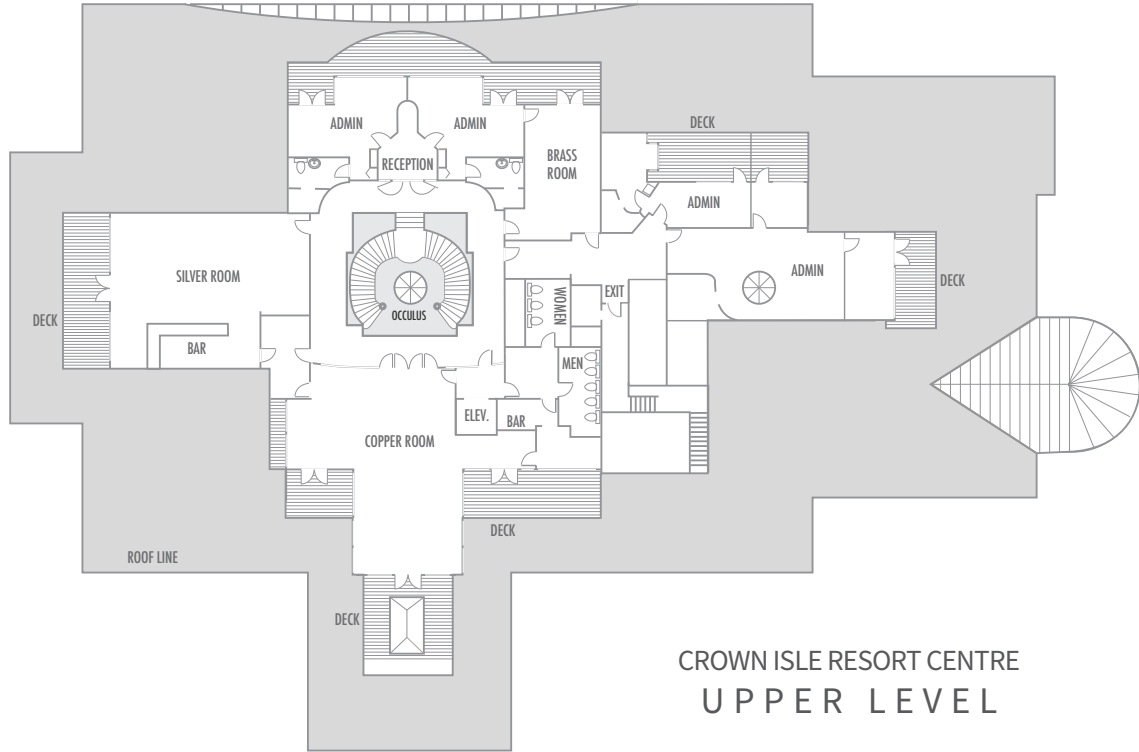 DECK
ADMIN
ADMIN
RECEPTION
BRASS
ROOM
ADMIN
SILVER ROOM
ADMIN
DECK
EXIT
WOMEN
OCCULUS
DECK
BAR
MEN
ELEV.
BAR
COPPER ROOM
DECK
ROOF LINE
DECK
CROWN ISLE RESORT CENTRE
UPPER LEVEL